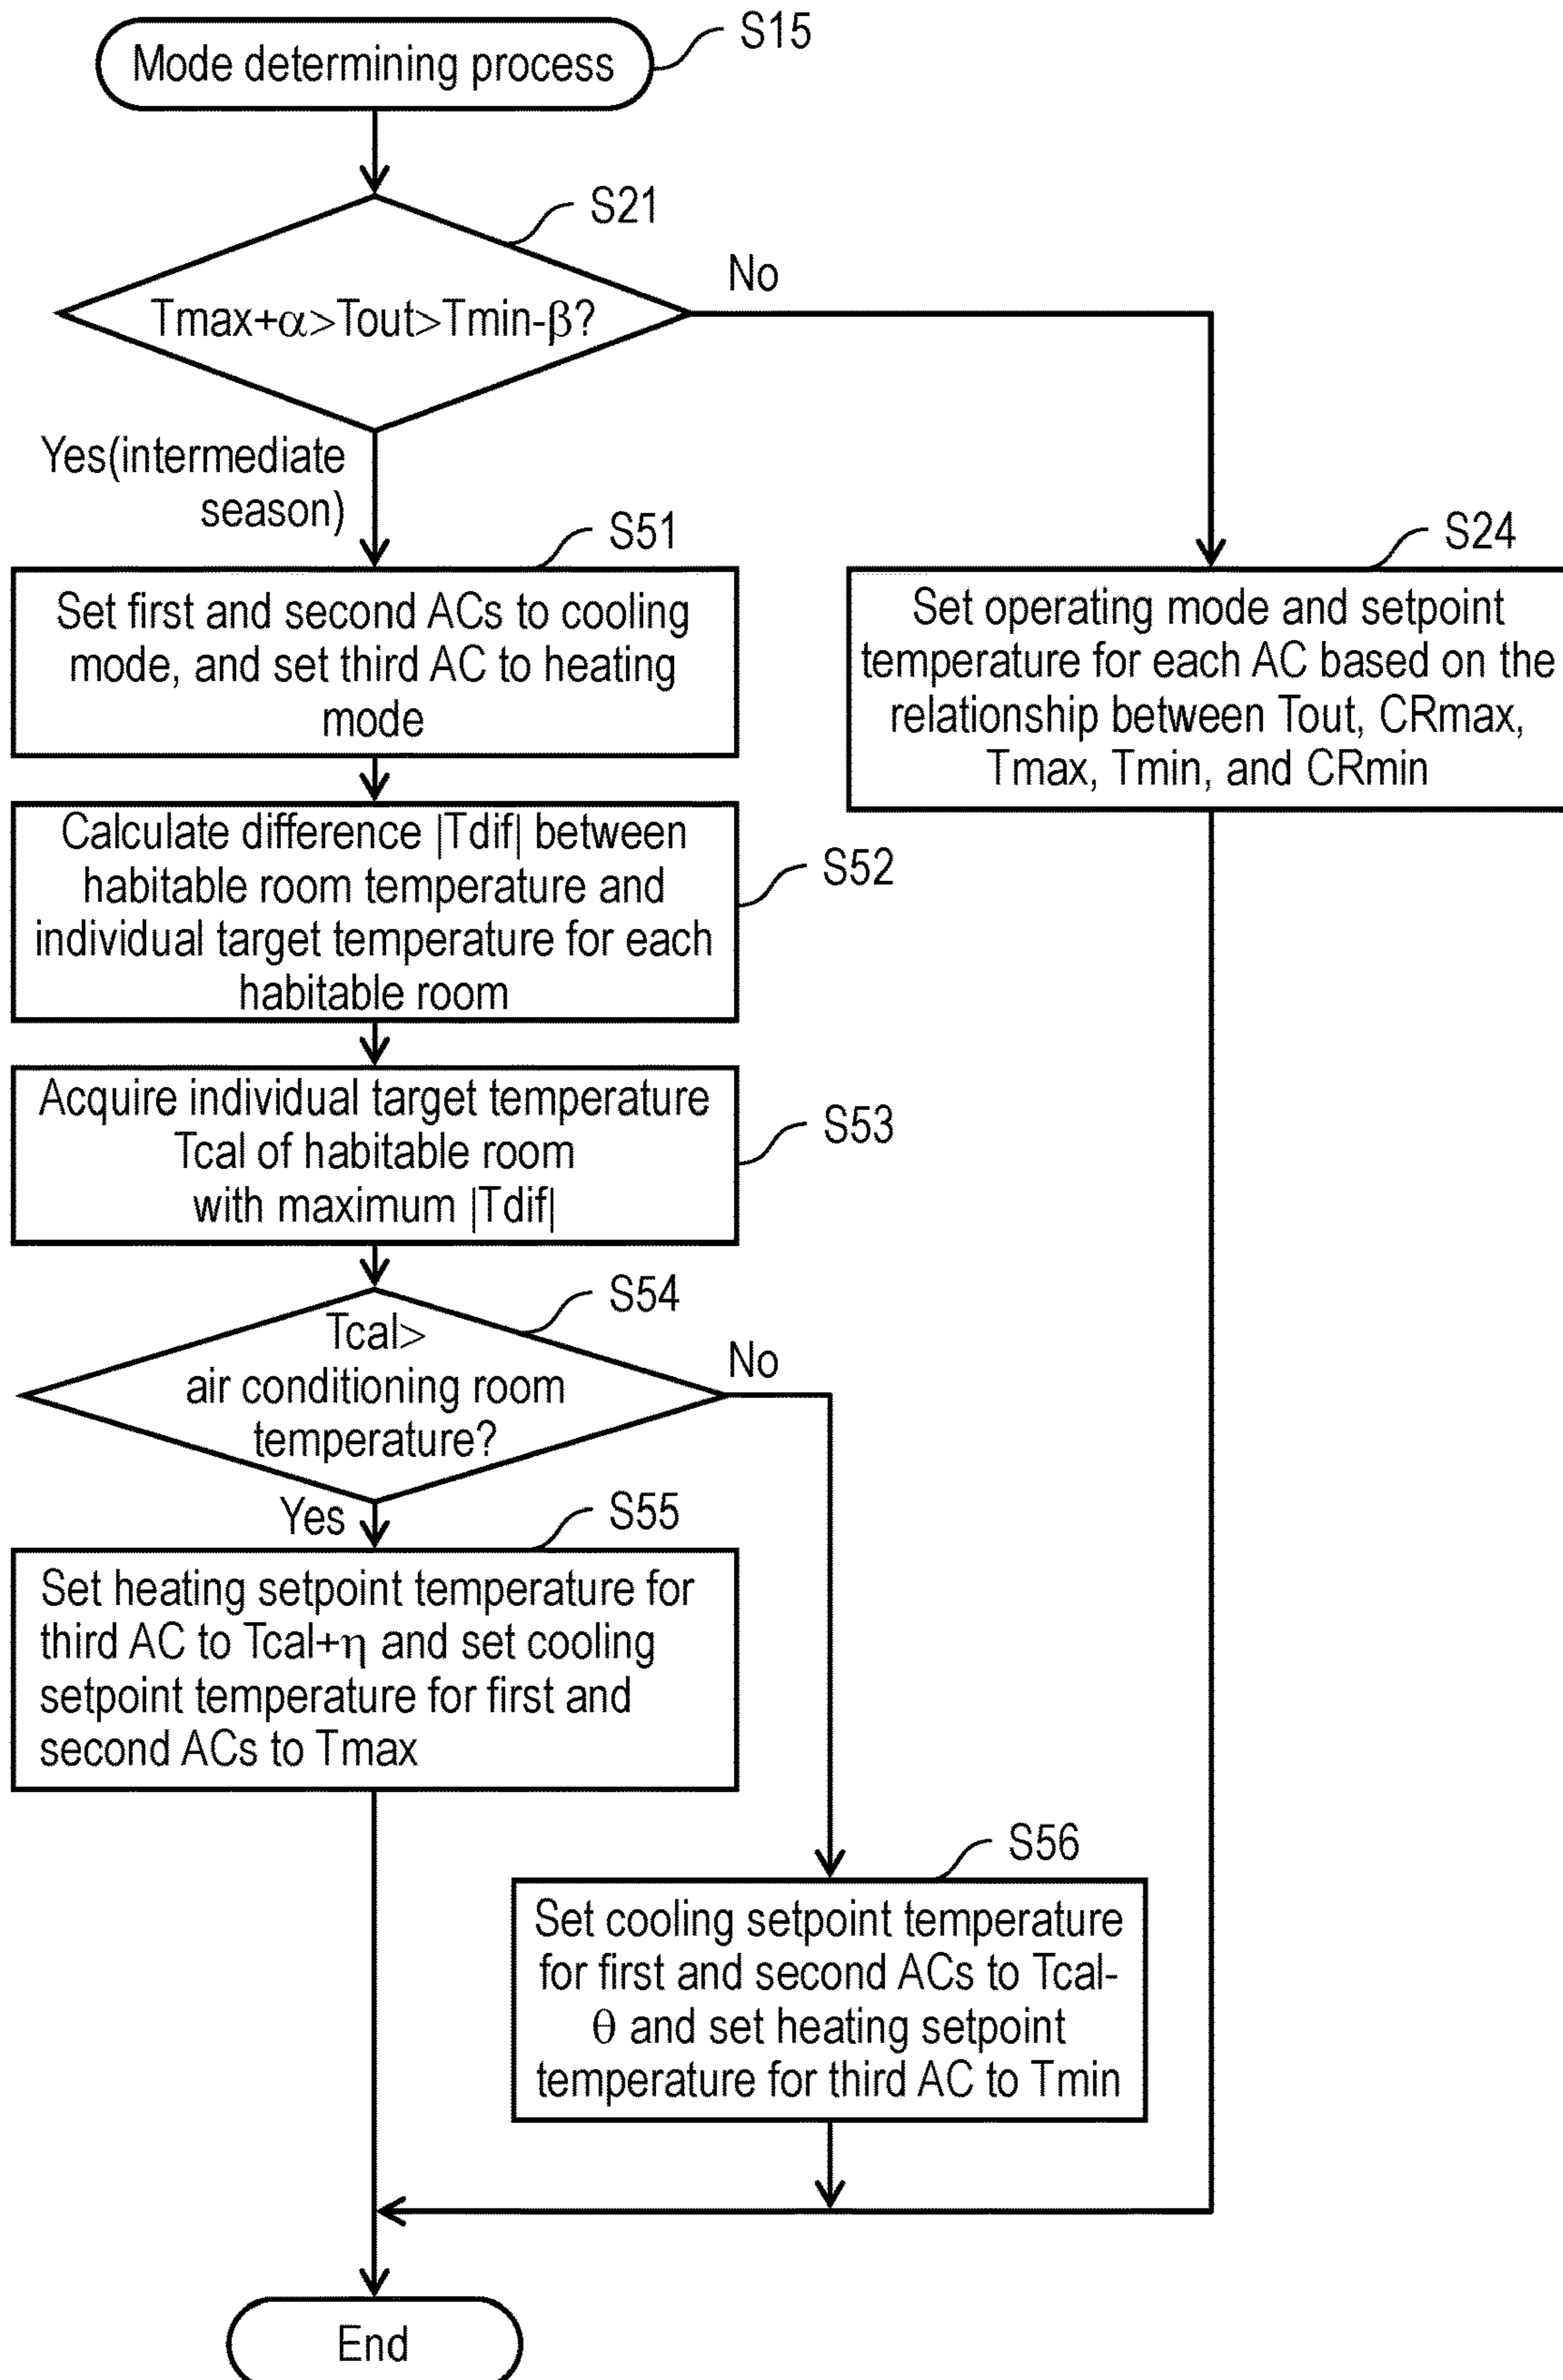 S15
Mode determining process
S21
Tmax+α>Tout>Tmin-β?
No
Yes(intermediate
season)
S51
Set first and second ACs to cooling
mode, and set third AC to heating
mode
S24
Set operating mode and setpoint
temperature for each AC based on the
relationship between Tout, CRmax,
Tmax, Tmin, and CRmin
S52
Calculate difference |Tdif| between
habitable room temperature and
individual target temperature for each
habitable room
S53
Acquire individual target temperature
Tcal of habitable room
with maximum |Tdif|
S54
Tcal>
air conditioning room
temperature?
No
Yes
S55
Set heating setpoint temperature for
third AC to Tcal+η and set cooling
setpoint temperature for first and
second ACs to Tmax
S56
Set cooling setpoint temperature
for first and second ACs to Tcal-
θ and set heating setpoint
temperature for third AC to Tmin
End